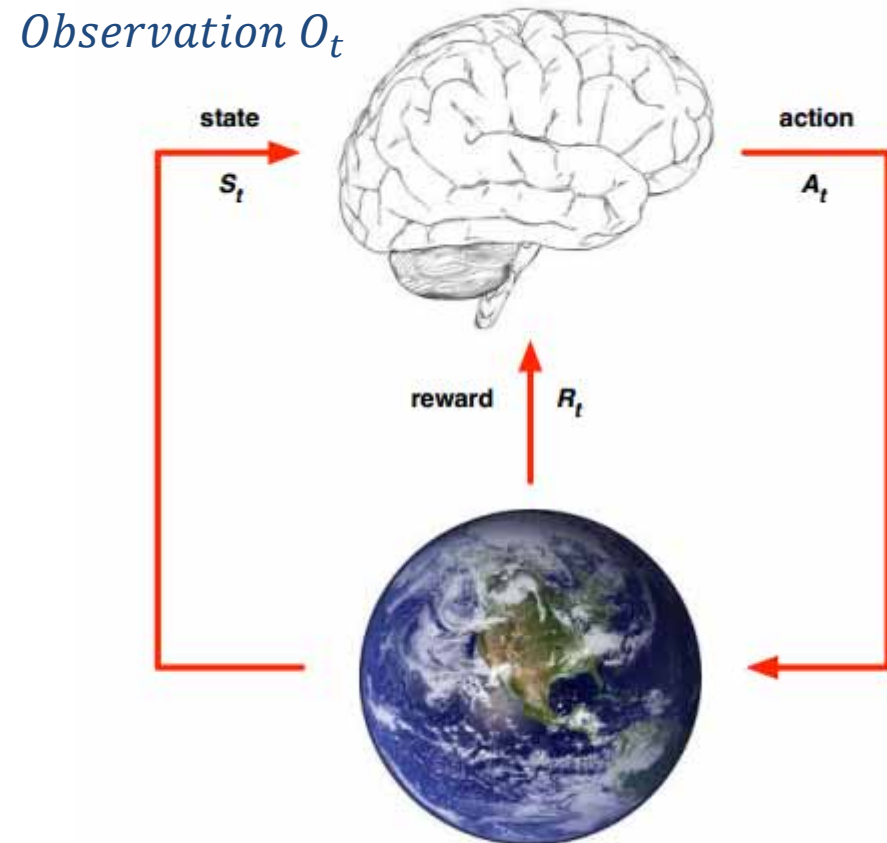 Observation O_t
state
S_t
action
A_t
reward R_t